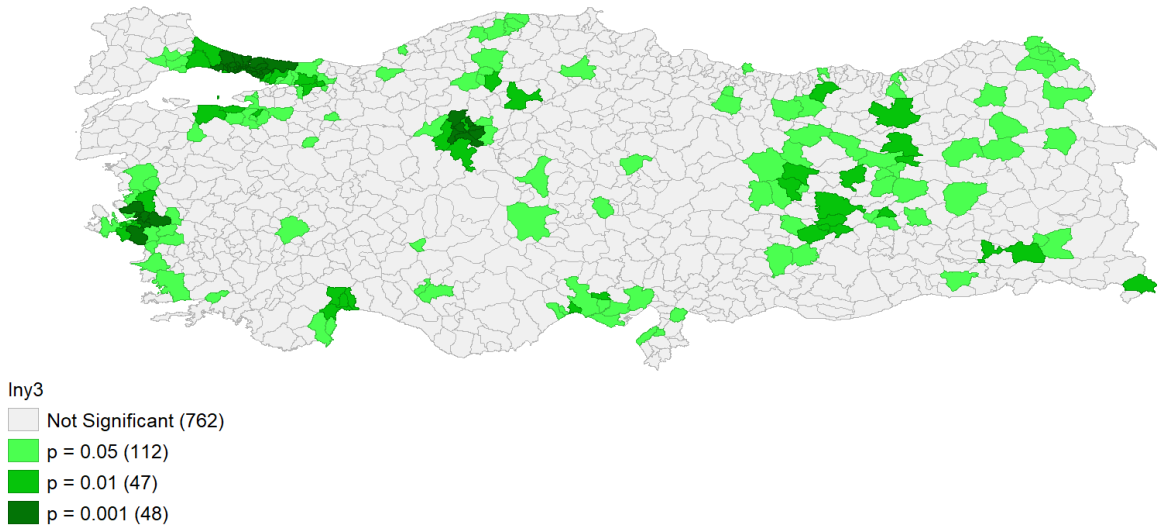 lny3
Not Significant (762)
p = 0.05 (112)
p = 0.01 (47)
p = 0.001 (48)